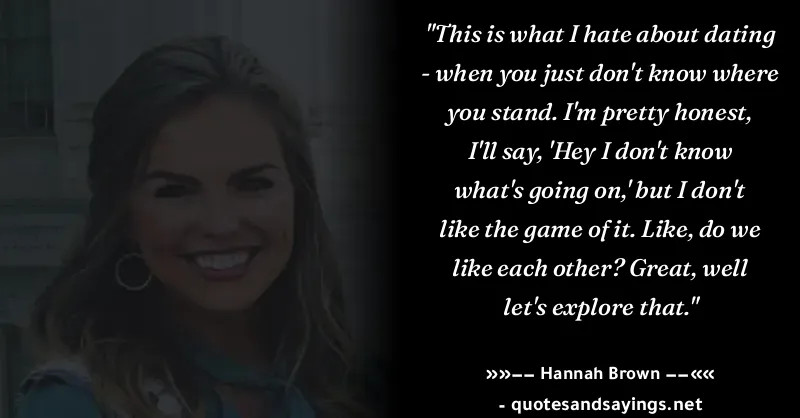 "This is what I hate about dating
- when you just don't know where
you stand. I'm pretty honest,
I'll say, 'Hey I don't know
what's going on,' but I don't
like the game of it. Like, do we
like each other? Great, well
let's explore that."
»»−− Hannah Brown −−««
- quotesandsayings.net